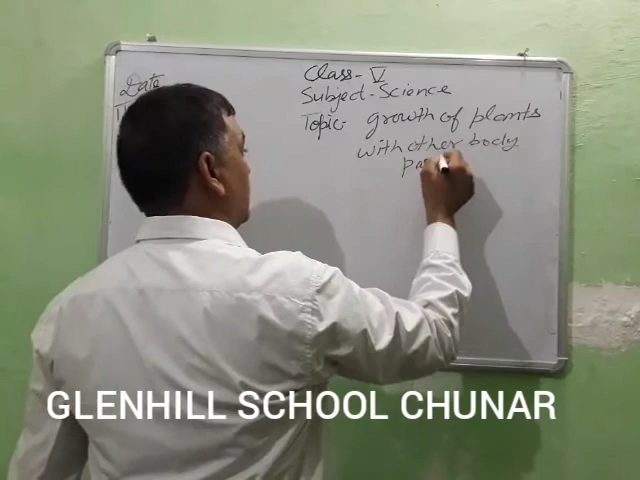 Date
Class- V
Subject-Science
Topic- growth of plants
with other body
GLENHILL SCHOOL CHUNAR